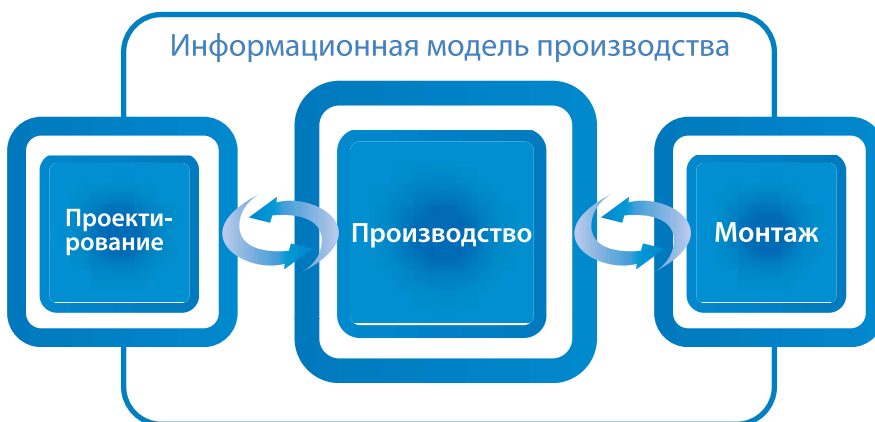 Информационная модель производства
Проекти-
рование
Производство
Монтаж